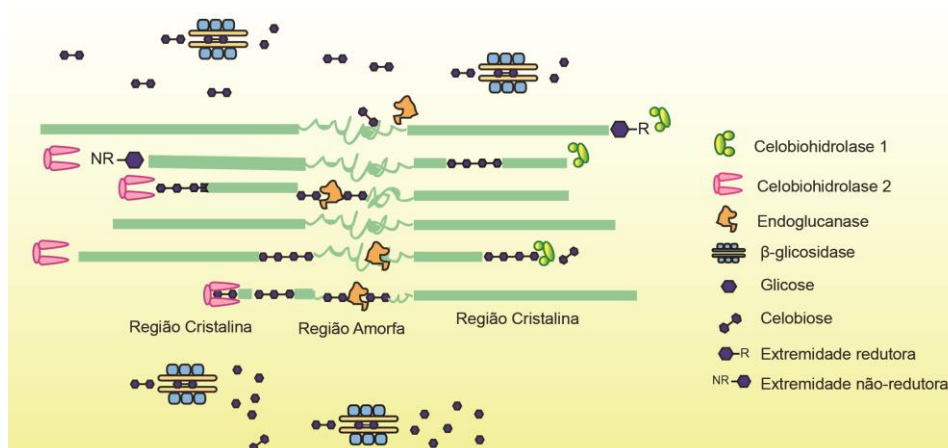 R
NR
Região Cristalina
Região Amorfa
Região Cristalina
Celobiohidrolase 1
Celobiohidrolase 2
Endoglucanase
β-glicosidase
Glicose
Celobiose
R Extremidade redutora
NR Extremidade não-redutora